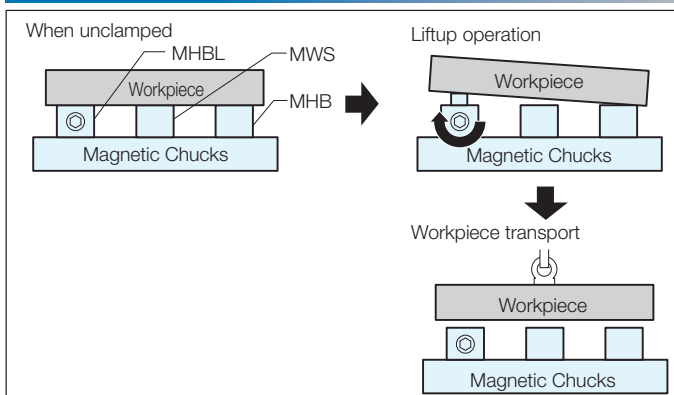 When unclamped
MHBL
MWS
Workpiece
MHB
Magnetic Chucks
Liftup operation
Workpiece
Magnetic Chucks
Workpiece transport
Workpiece
Magnetic Chucks